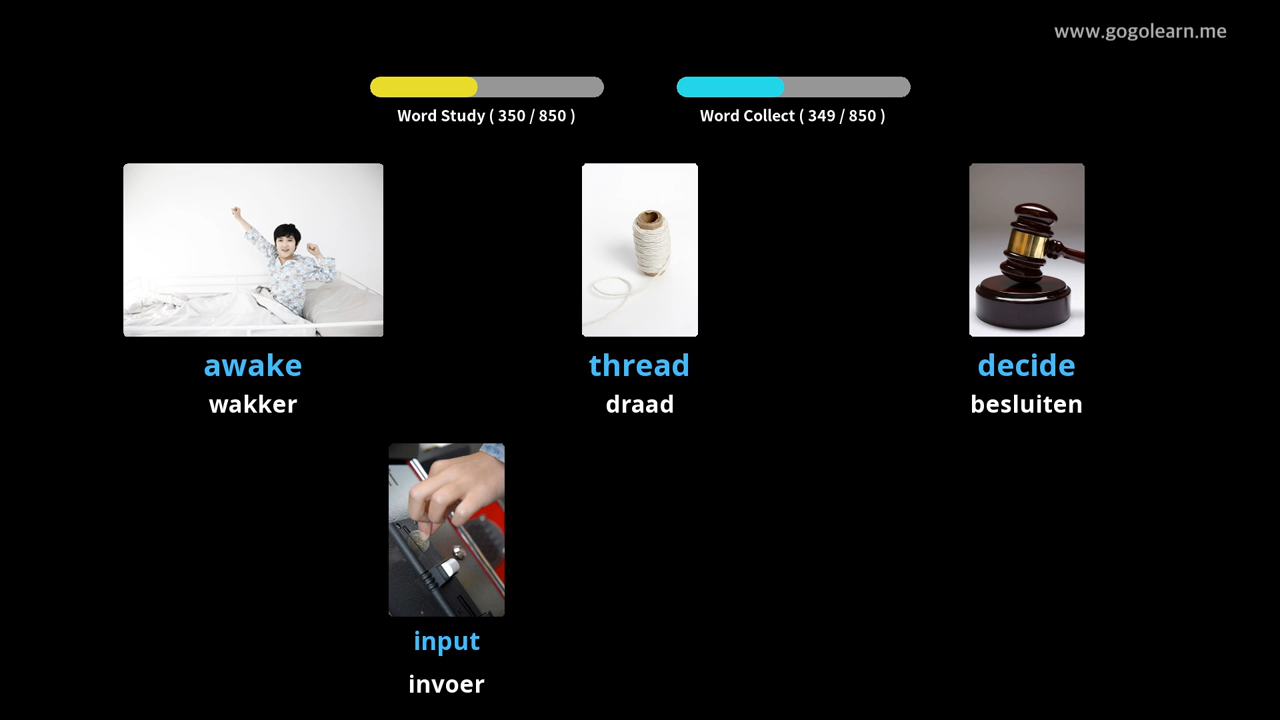 www.gogolearn.me
Word Study ( 350 / 850 )
Word Collect ( 349 / 850 )
awake
wakker
thread
draad
decide
besluiten
input
invoer